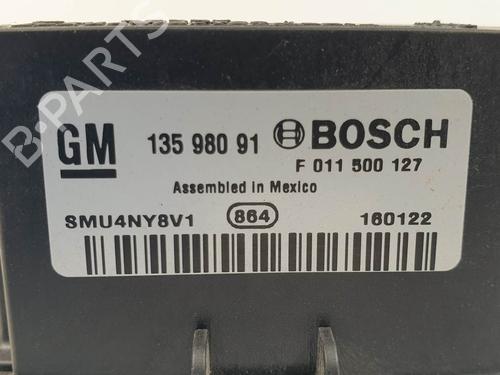 GM 135 980 91 BOSCH
F 011 500 127
Assembled in Mexico
SMU4NY8V1 864 160122
B-PARTS